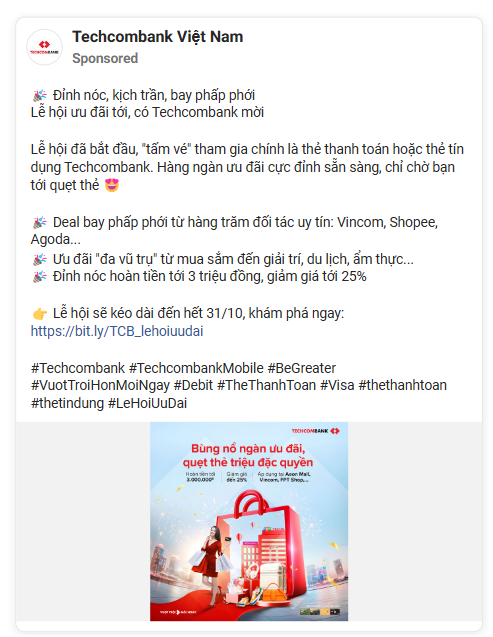 TECHCOMBANK
Techcombank Việt Nam
Sponsored
🎉 Đỉnh nóc, kịch trần, bay phấp phới
Lễ hội ưu đãi tới, có Techcombank mời
Lễ hội đã bắt đầu, "tấm vé" tham gia chính là thẻ thanh toán hoặc thẻ tín
dụng Techcombank. Hàng ngàn ưu đãi cực đỉnh sẵn sàng, chỉ chờ bạn
tới quẹt thẻ 😍
🎉 Deal bay phấp phới từ hàng trăm đối tác uy tín: Vincom, Shopee,
Agoda...
🎉 Ưu đãi "đa vũ trụ" từ mua sắm đến giải trí, du lịch, ẩm thực...
🎉 Đỉnh nóc hoàn tiền tới 3 triệu đồng, giảm giá tới 25%
👉 Lễ hội sẽ kéo dài đến hết 31/10, khám phá ngay:
https://bit.ly/TCB_lehoiuudai
#Techcombank #TechcombankMobile #BeGreater
#VuotTroiHonMoiNgay #Debit #TheThanhToan #Visa #thethanhtoan
#thetindung #LeHoiUuDai
TECHCOMBANK
Bùng nổ ngàn ưu đãi,
quẹt thẻ triệu đặc quyền
Hoàn tiền tới
3.000.000đ
Giảm giá
đến 25%
Áp dụng tại Aeon Mall,
Vincom, FPT Shop,...